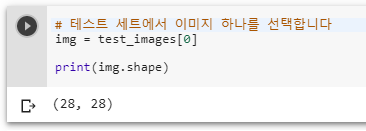 # 테스트 세트에서 이미지 하나를 선택합니다
img = test_images[0]
print(img.shape)
(28, 28)